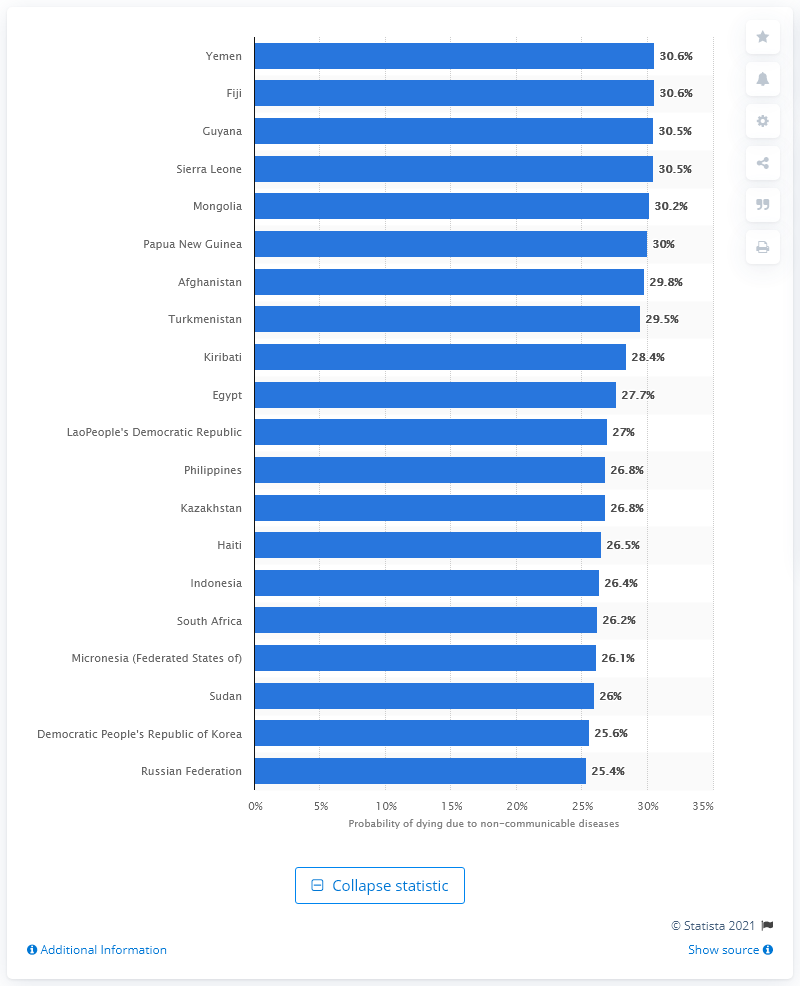 Yemen 30.6%
Fiji 30.6%
Guyana 30.5%
Sierra Leone 30.5%
Mongolia 30.2%
Papua New Guinea 30%
Afghanistan 29.8%
Turkmenistan 29.5%
Kiribati 28.4%
Egypt 27.7%
LaoPeople's Democratic Republic 27%
Philippines 26.8%
Kazakhstan 26.8%
Haiti 26.5%
Indonesia 26.4%
South Africa 26.2%
Micronesia (Federated States of) 26.1%
Sudan 26%
Democratic People's Republic of Korea 25.6%
Russian Federation 25.4%
0% 5% 10% 15% 20% 25% 30% 35%
Probability of dying due to non-communicable diseases
Collapse statistic
© Statista 2021
Additional Information Show source